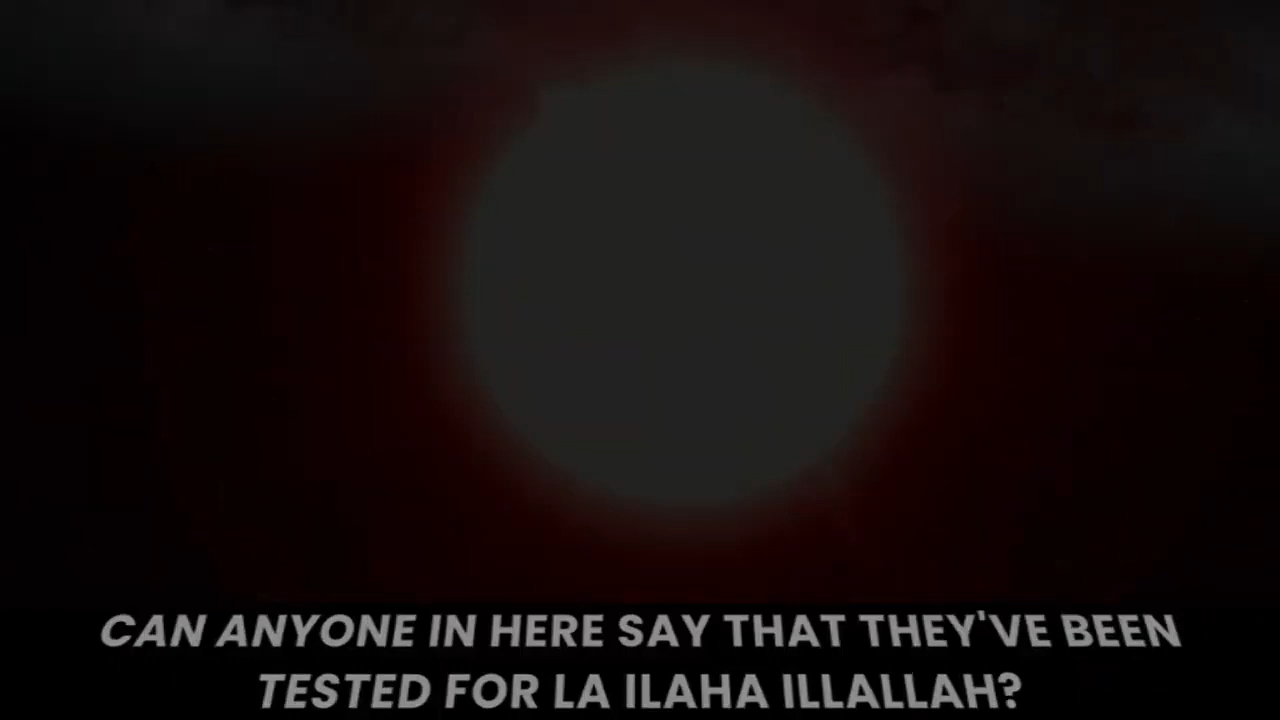 CAN ANYONE IN HERE SAY THAT THEY'VE BEEN
TESTED FOR LA ILAHA ILLALLAH?